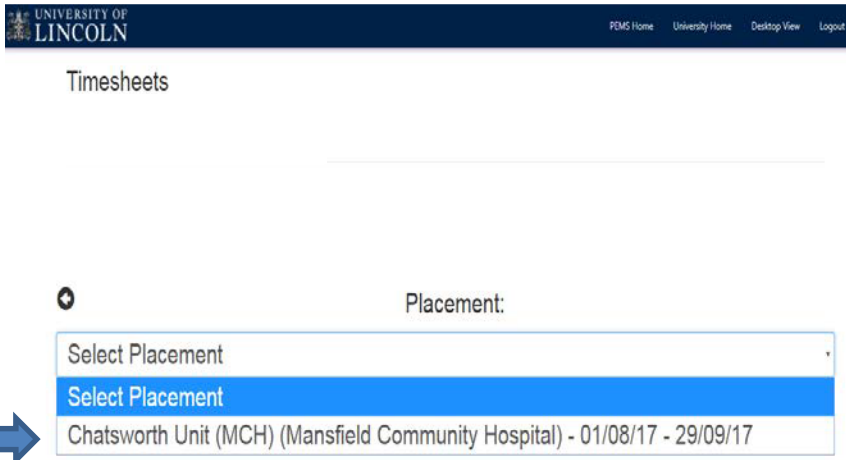 UNIVERSITY OF
LINCOLN
PEMS Home University Home Desktop View Logout
Timesheets
Placement:
Select Placement
Select Placement
Chatsworth Unit (MCH) (Mansfield Community Hospital) - 01/08/17 - 29/09/17